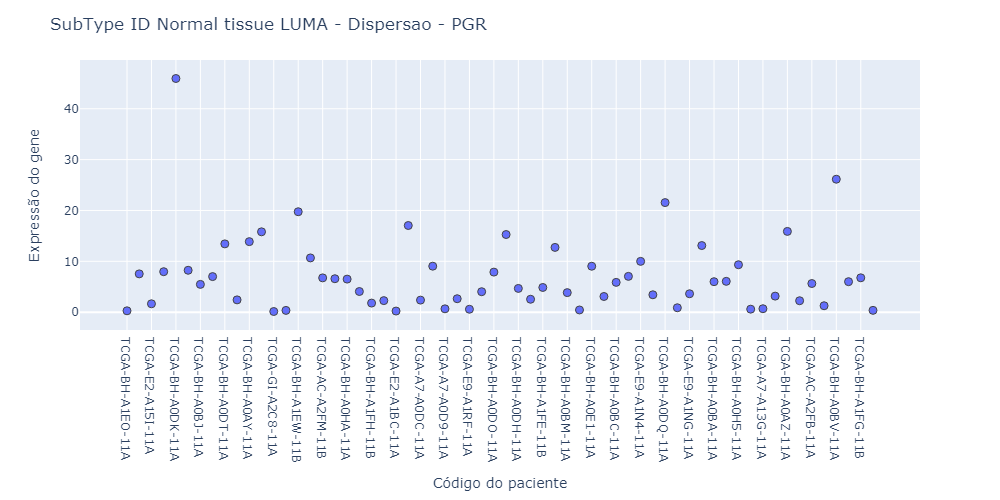 SubType ID Normal tissue LUMA - Dispersao - PGR
Expressão do gene
40
30
20
10
0
TCGA-BH-A1EO-11A
TCGA-E2-A15I-11A
TCGA-BH-A0DK-11A
TCGA-BH-A0BJ-11A
TCGA-BH-A0DT-11A
TCGA-BH-A0AY-11A
TCGA-GI-A2C8-11A
TCGA-BH-A1EW-11B
TCGA-AC-A2FM-11B
TCGA-BH-A0HA-11A
TCGA-BH-A1FH-11B
TCGA-E2-A1BC-11A
TCGA-A7-A0DC-11A
TCGA-A7-A0D9-11A
TCGA-E9-A1RF-11A
TCGA-BH-A0DO-11A
TCGA-BH-A0DH-11A
TCGA-BH-A1FE-11B
TCGA-BH-A0BM-11A
TCGA-BH-A0E1-11A
TCGA-BH-A0BC-11A
TCGA-E9-A1N4-11A
TCGA-BH-A0DQ-11A
TCGA-E9-A1NG-11A
TCGA-BH-A0BA-11A
TCGA-BH-A0H5-11A
TCGA-A7-A13G-11A
TCGA-BH-A0AZ-11A
TCGA-AC-A2FB-11A
TCGA-BH-A0BV-11A
TCGA-BH-A1FG-11B
Código do paciente